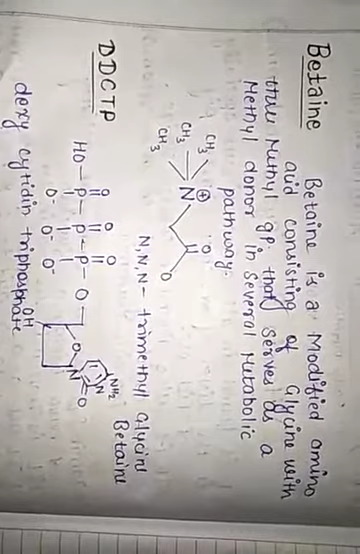 Betaine
Betaine is a Modified amino
acid consisting of Glycine with
three Methyl gp. that serves as a
Methyl donor in several Metabolic
pathway.
CH3
CH3
CH3
N
⊕
H
O
O
N,N,N- trimethyl Glycine
Betaine
DDCTP
HO-P-P-P-O
O O O
O- O- O-
O
N
N
NH2
O
OH
deoxy cytidin triphosphate